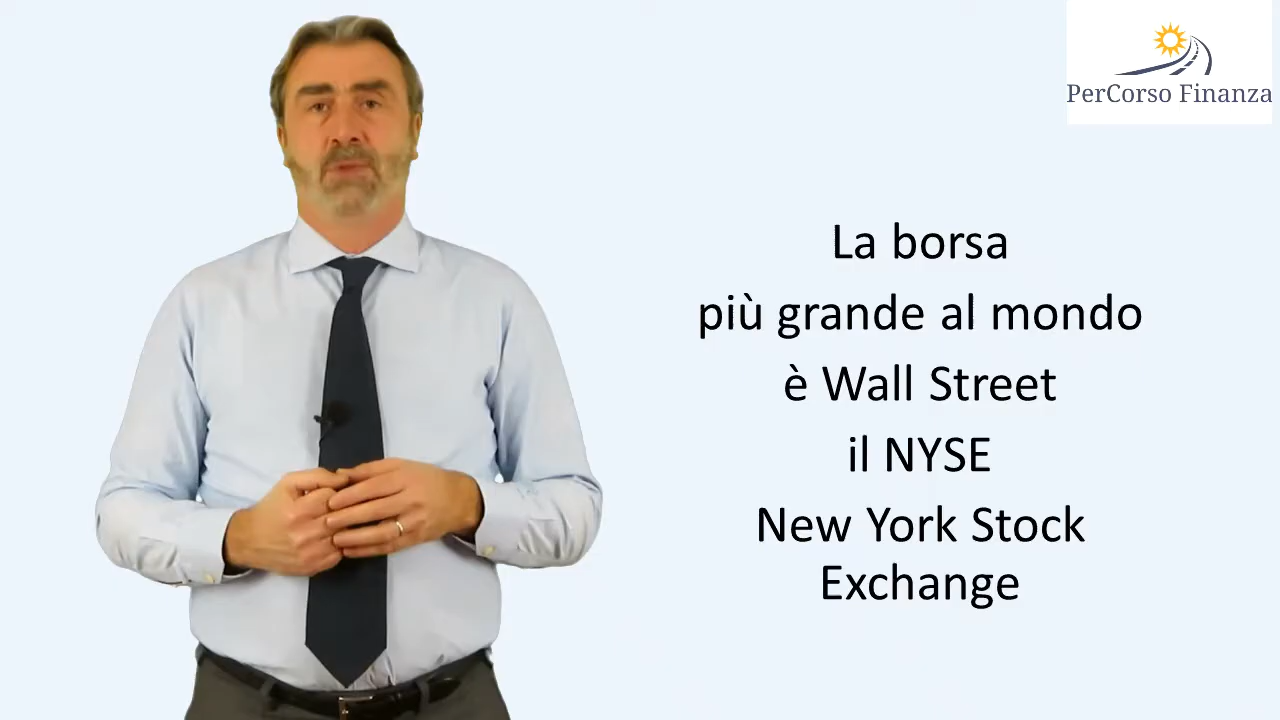 PerCorso Finanza
La borsa
più grande al mondo
è Wall Street
il NYSE
New York Stock
Exchange